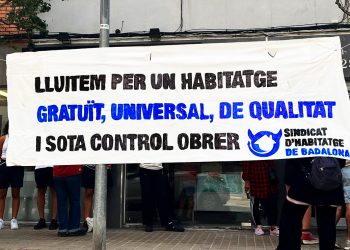 LLUITEM PER UN HABITATGE
GRATUÏT, UNIVERSAL, DE QUALITAT
I SOTA CONTROL OBRER
SINDICAT
D'HABITATGE
DE BADALONA